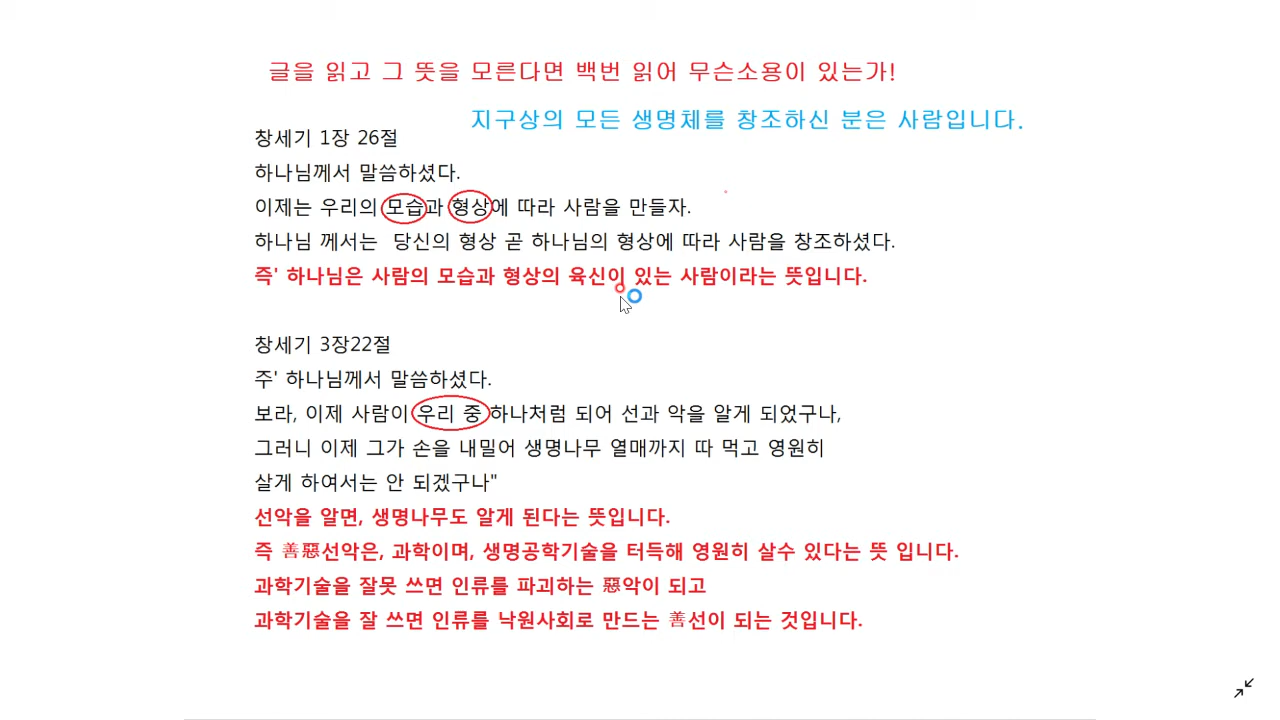 글을 읽고 그 뜻을 모른다면 백번 읽어 무슨소용이 있는가!
지구상의 모든 생명체를 창조하신 분은 사람입니다.
창세기 1장 26절
하나님께서 말씀하셨다.
이제는 우리의 모습과 형상에 따라 사람을 만들자.
하나님 께서는 당신의 형상 곧 하나님의 형상에 따라 사람을 창조하셨다.
즉' 하나님은 사람의 모습과 형상의 육신이 있는 사람이라는 뜻입니다.
창세기 3장22절
주' 하나님께서 말씀하셨다.
보라, 이제 사람이 우리 중 하나처럼 되어 선과 악을 알게 되었구나,
그러니 이제 그가 손을 내밀어 생명나무 열매까지 따 먹고 영원히
살게 하여서는 안 되겠구나"
선악을 알면, 생명나무도 알게 된다는 뜻입니다.
즉 善惡선악은, 과학이며, 생명공학기술을 터득해 영원히 살수 있다는 뜻 입니다.
과학기술을 잘못 쓰면 인류를 파괴하는 惡악이 되고
과학기술을 잘 쓰면 인류를 낙원사회로 만드는 善선이 되는 것입니다.